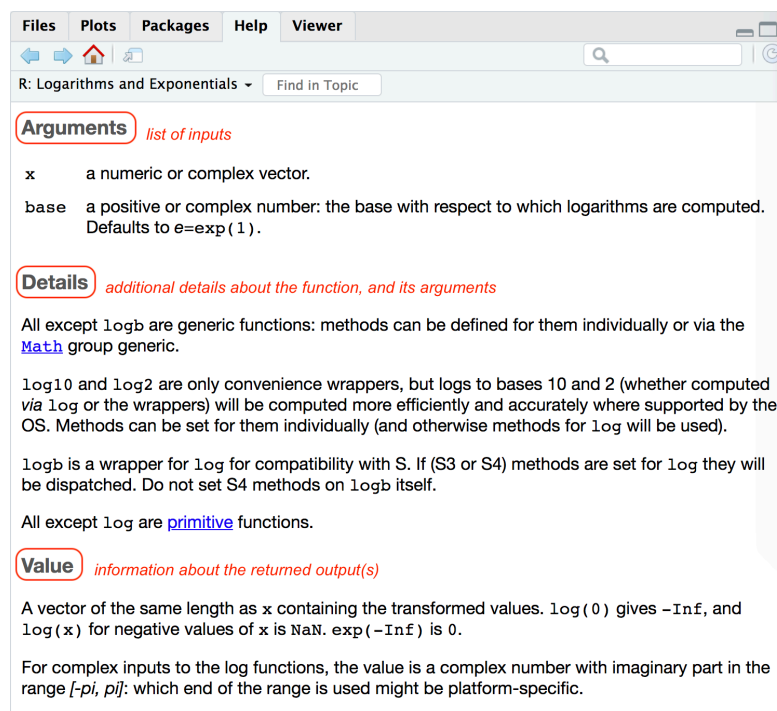 Files Plots Packages Help Viewer
R: Logarithms and Exponentials Find in Topic
Arguments list of inputs
x a numeric or complex vector.
base a positive or complex number: the base with respect to which logarithms are computed.
Defaults to e=exp(1).
Details additional details about the function, and its arguments
All except logb are generic functions: methods can be defined for them individually or via the
Math group generic.
log10 and log2 are only convenience wrappers, but logs to bases 10 and 2 (whether computed
via log or the wrappers) will be computed more efficiently and accurately where supported by the
OS. Methods can be set for them individually (and otherwise methods for log will be used).
logb is a wrapper for log for compatibility with S. If (S3 or S4) methods are set for log they will
be dispatched. Do not set S4 methods on logb itself.
All except log are primitive functions.
Value information about the returned output(s)
A vector of the same length as x containing the transformed values. log(0) gives -Inf, and
log(x) for negative values of x is NaN. exp(-Inf) is 0.
For complex inputs to the log functions, the value is a complex number with imaginary part in the
range [-pi, pi]: which end of the range is used might be platform-specific.